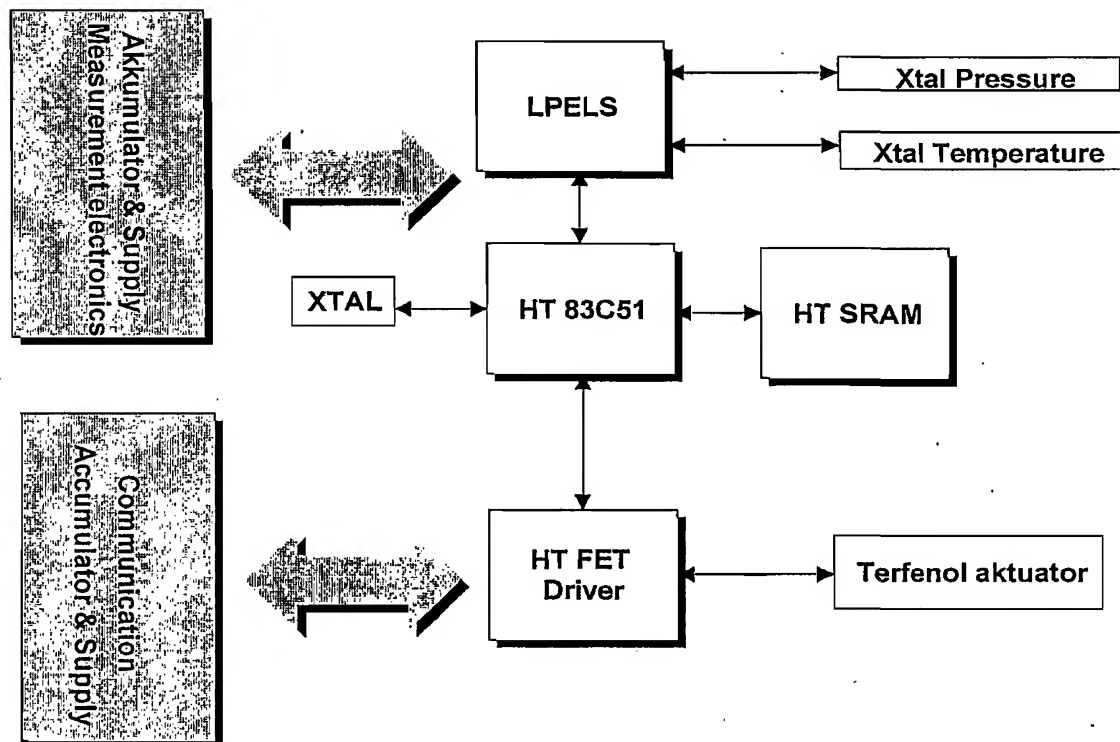 Akkumulator & Supply
Measurement electronics
LPELS
Xtal Pressure
Xtal Temperature
XTAL
HT 83C51
HT SRAM
Communication
Accumulator & Supply
HT FET
Driver
Terfenol aktuator